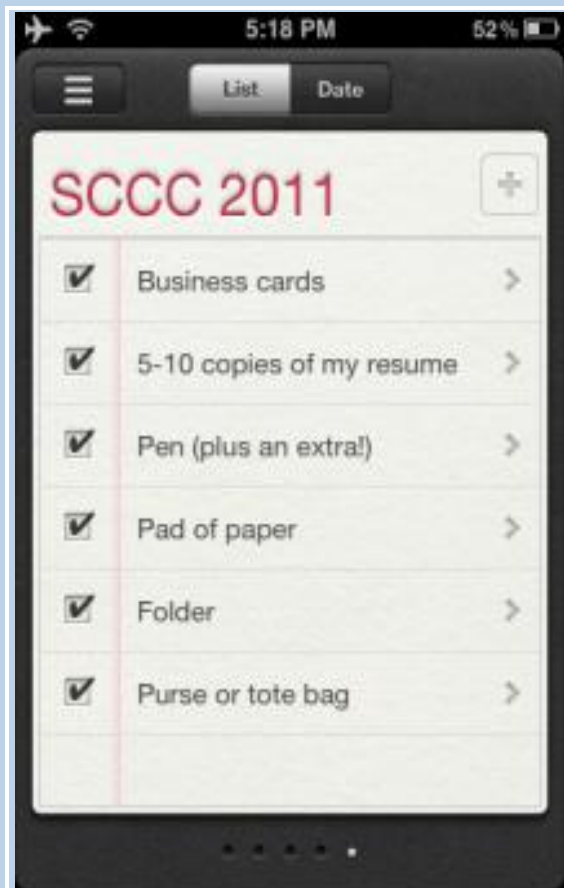 5:18 PM 52%
List Date
SCCC 2011
Business cards
5-10 copies of my resume
Pen (plus an extra!)
Pad of paper
Folder
Purse or tote bag